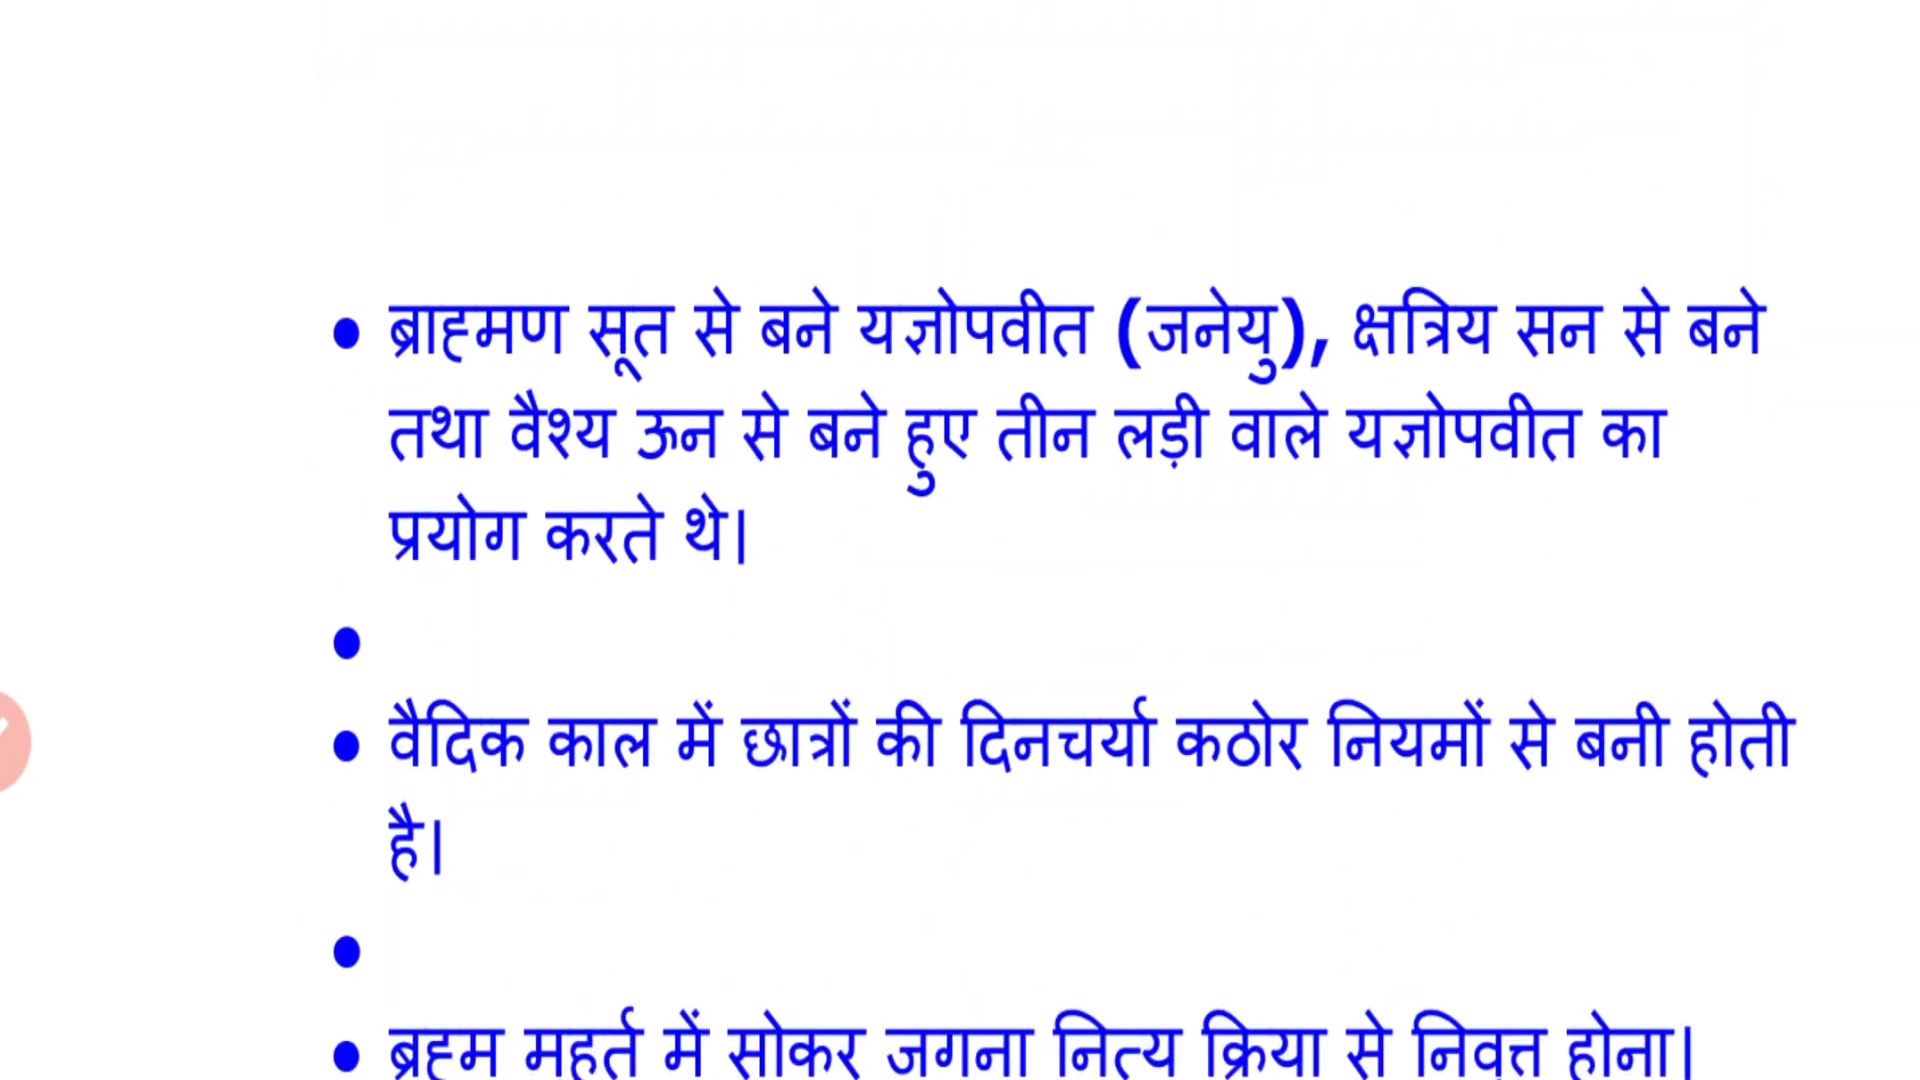 • ब्राह्मण सूत से बने यज्ञोपवीत (जनेयु), क्षत्रिय सन से बने
तथा वैश्य ऊन से बने हुए तीन लड़ी वाले यज्ञोपवीत का
प्रयोग करते थे|
•
• वैदिक काल में छात्रों की दिनचर्या कठोर नियमों से बनी होती
है|
•
• ब्रह्म महर्त में सोकर जगना नित्य क्रिया से निवृत्त होना|